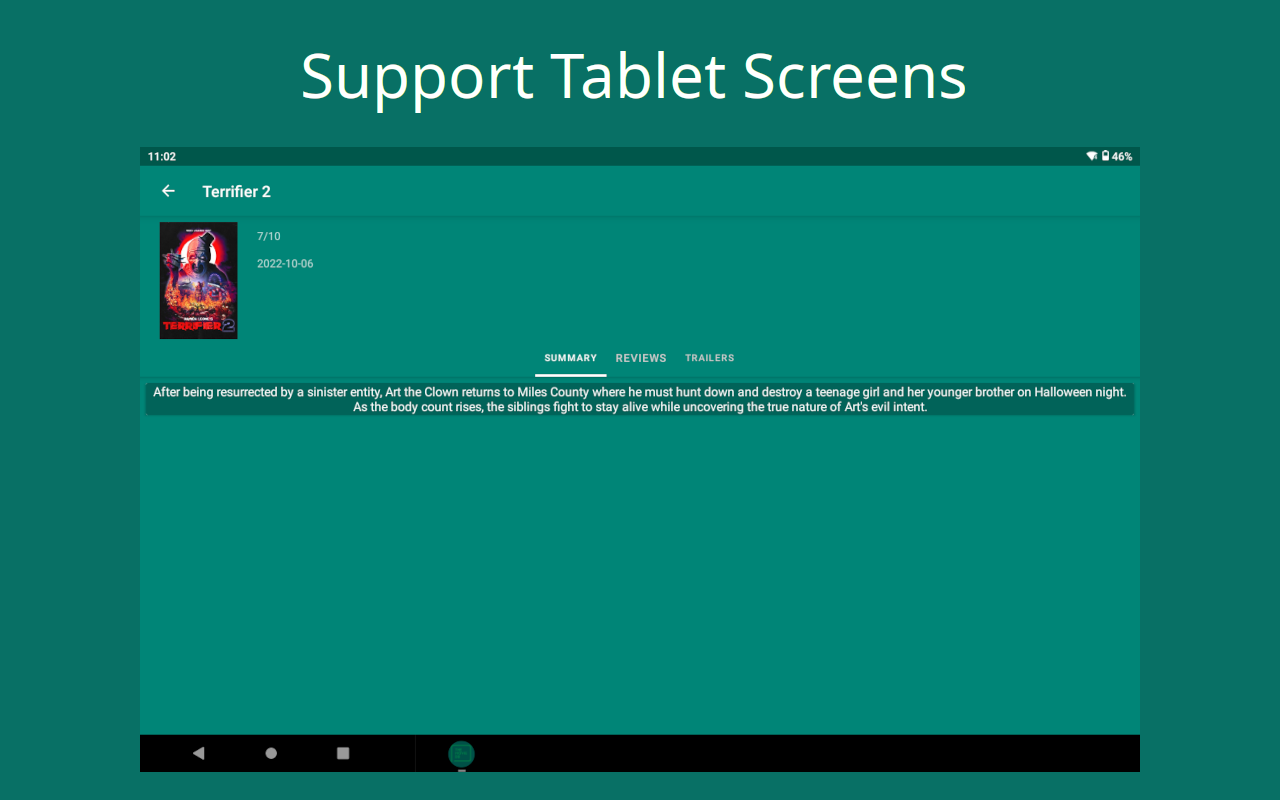 Support Tablet Screens
11:02
46%
Terrifier 2
7/10
2022-10-06
TERRIFIER 2
SUMMARY REVIEWS TRAILERS
After being resurrected by a sinister entity, Art the Clown returns to Miles County where he must hunt down and destroy a teenage girl and her younger brother on Halloween night.
As the body count rises, the siblings fight to stay alive while uncovering the true nature of Art's evil intent.